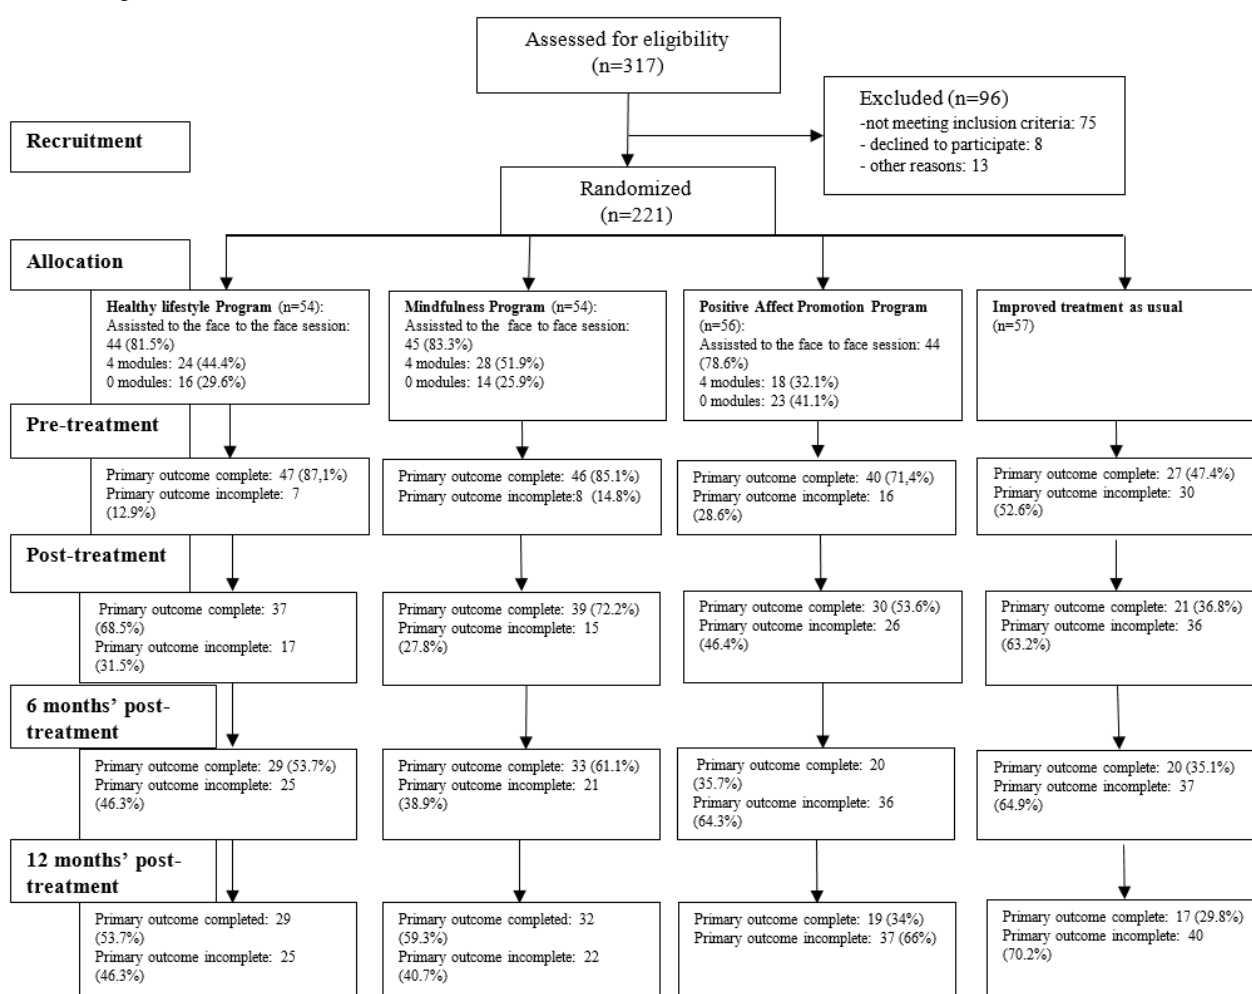 Assessed for eligibility
(n=317)
Excluded (n=96)
-not meeting inclusion criteria: 75
- declined to participate: 8
- other reasons: 13
Recruitment
Randomized
(n=221)
Allocation
Healthy lifestyle Program (n=54):
Assissted to the face to the face session:
44 (81.5%)
4 modules: 24 (44.4%)
0 modules: 16 (29.6%)
Mindfulness Program (n=54):
Assissted to the face to face session:
45 (83.3%)
4 modules: 28 (51.9%)
0 modules: 14 (25.9%)
Positive Affect Promotion Program
(n=56):
Assissted to the face to face session: 44
(78.6%)
4 modules: 18 (32.1%)
0 modules: 23 (41.1%)
Improved treatment as usual
(n=57)
Pre-treatment
Primary outcome complete: 47 (87,1%)
Primary outcome incomplete: 7
(12.9%)
Primary outcome complete: 46 (85.1%)
Primary outcome incomplete:8 (14.8%)
Primary outcome complete: 40 (71,4%)
Primary outcome incomplete: 16
(28.6%)
Primary outcome complete: 27 (47.4%)
Primary outcome incomplete: 30
(52.6%)
Post-treatment
Primary outcome complete: 37
(68.5%)
Primary outcome incomplete: 17
(31.5%)
Primary outcome complete: 39 (72.2%)
Primary outcome incomplete: 15
(27.8%)
Primary outcome complete: 30 (53.6%)
Primary outcome incomplete: 26
(46.4%)
Primary outcome complete: 21 (36.8%)
Primary outcome incomplete: 36
(63.2%)
6 months’ post-
treatment
Primary outcome complete: 29 (53.7%)
Primary outcome incomplete: 25
(46.3%)
Primary outcome complete: 33 (61.1%)
Primary outcome incomplete: 21
(38.9%)
Primary outcome complete: 20
(35.7%)
Primary outcome incomplete: 36
(64.3%)
Primary outcome complete: 20 (35.1%)
Primary outcome incomplete: 37
(64.9%)
12 months’ post-
treatment
Primary outcome completed: 29
(53.7%)
Primary outcome incomplete: 25
(46.3%)
Primary outcome completed: 32
(59.3%)
Primary outcome incomplete: 22
(40.7%)
Primary outcome complete: 19 (34%)
Primary outcome incomplete: 37 (66%)
Primary outcome complete: 17 (29.8%)
Primary outcome incomplete: 40
(70.2%)